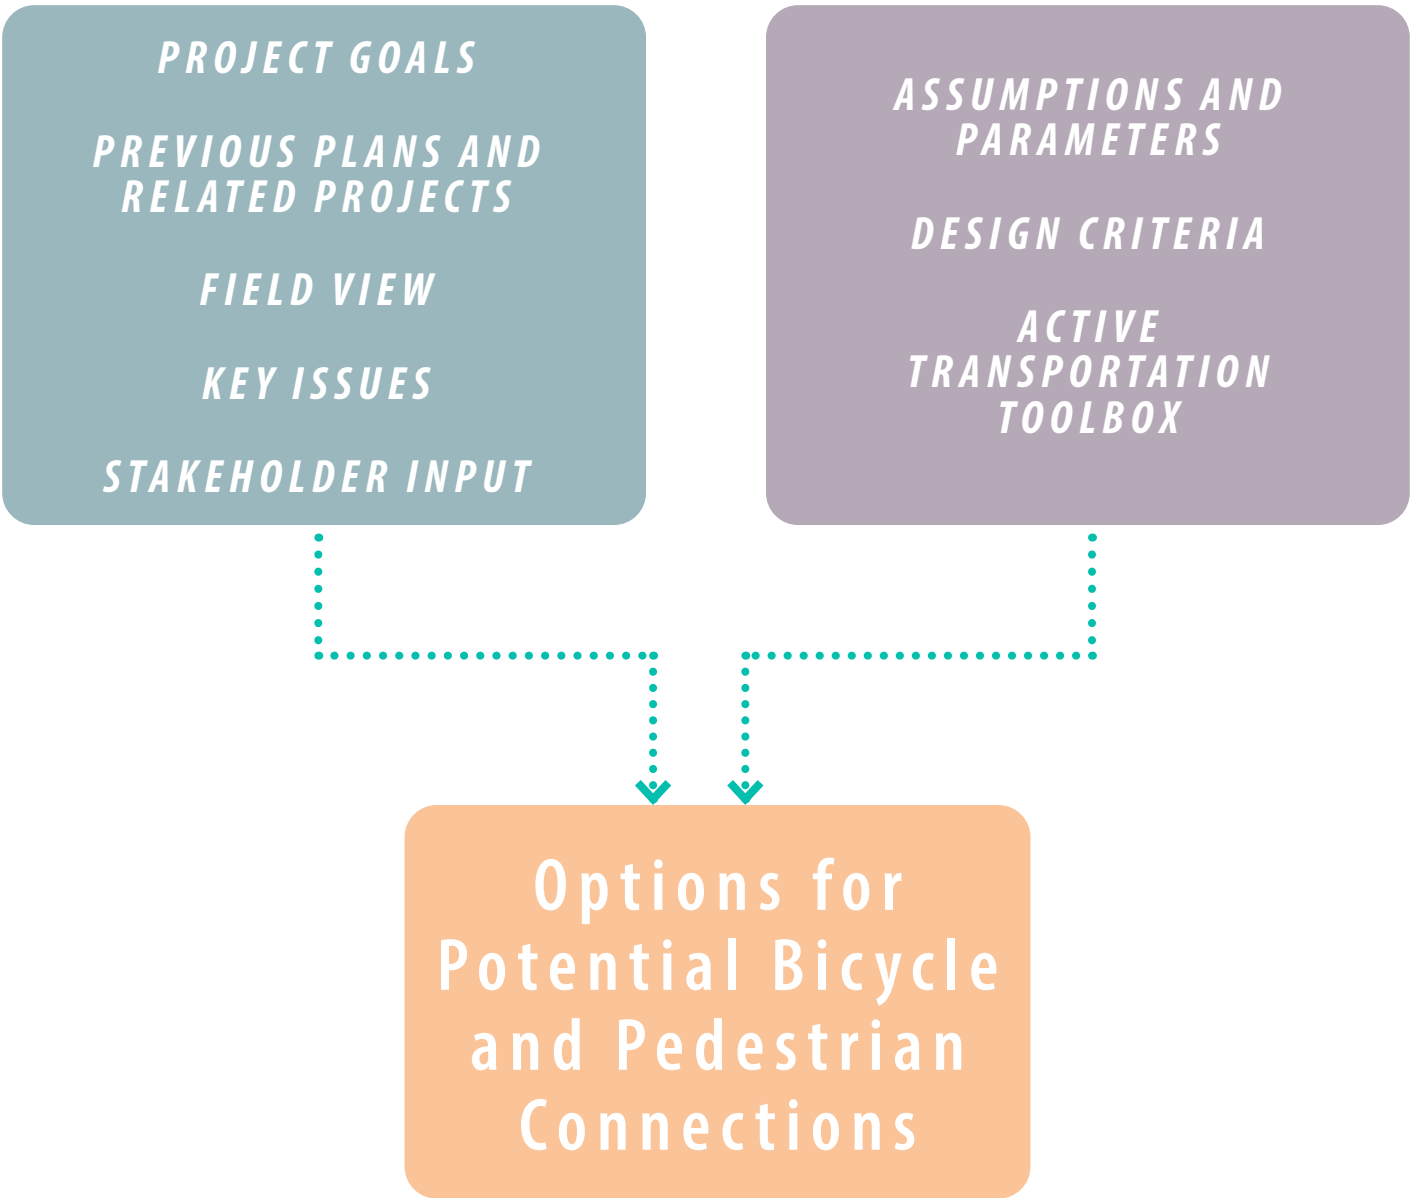 PROJECT GOALS
PREVIOUS PLANS AND
RELATED PROJECTS
FIELD VIEW
KEY ISSUES
STAKEHOLDER INPUT
ASSUMPTIONS AND
PARAMETERS
DESIGN CRITERIA
ACTIVE
TRANSPORTATION
TOOLBOX
Options for
Potential Bicycle
and Pedestrian
Connections